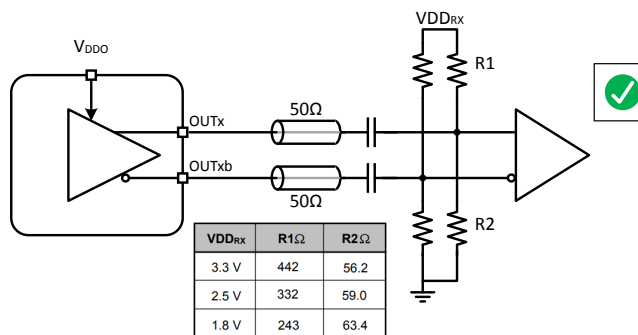 VDDRX
R1
VDDO
OUTx
50Ω
OUTxb
50Ω
R2
VDDRX R1Ω R2Ω
3.3 V 442 56.2
2.5 V 332 59.0
1.8 V 243 63.4